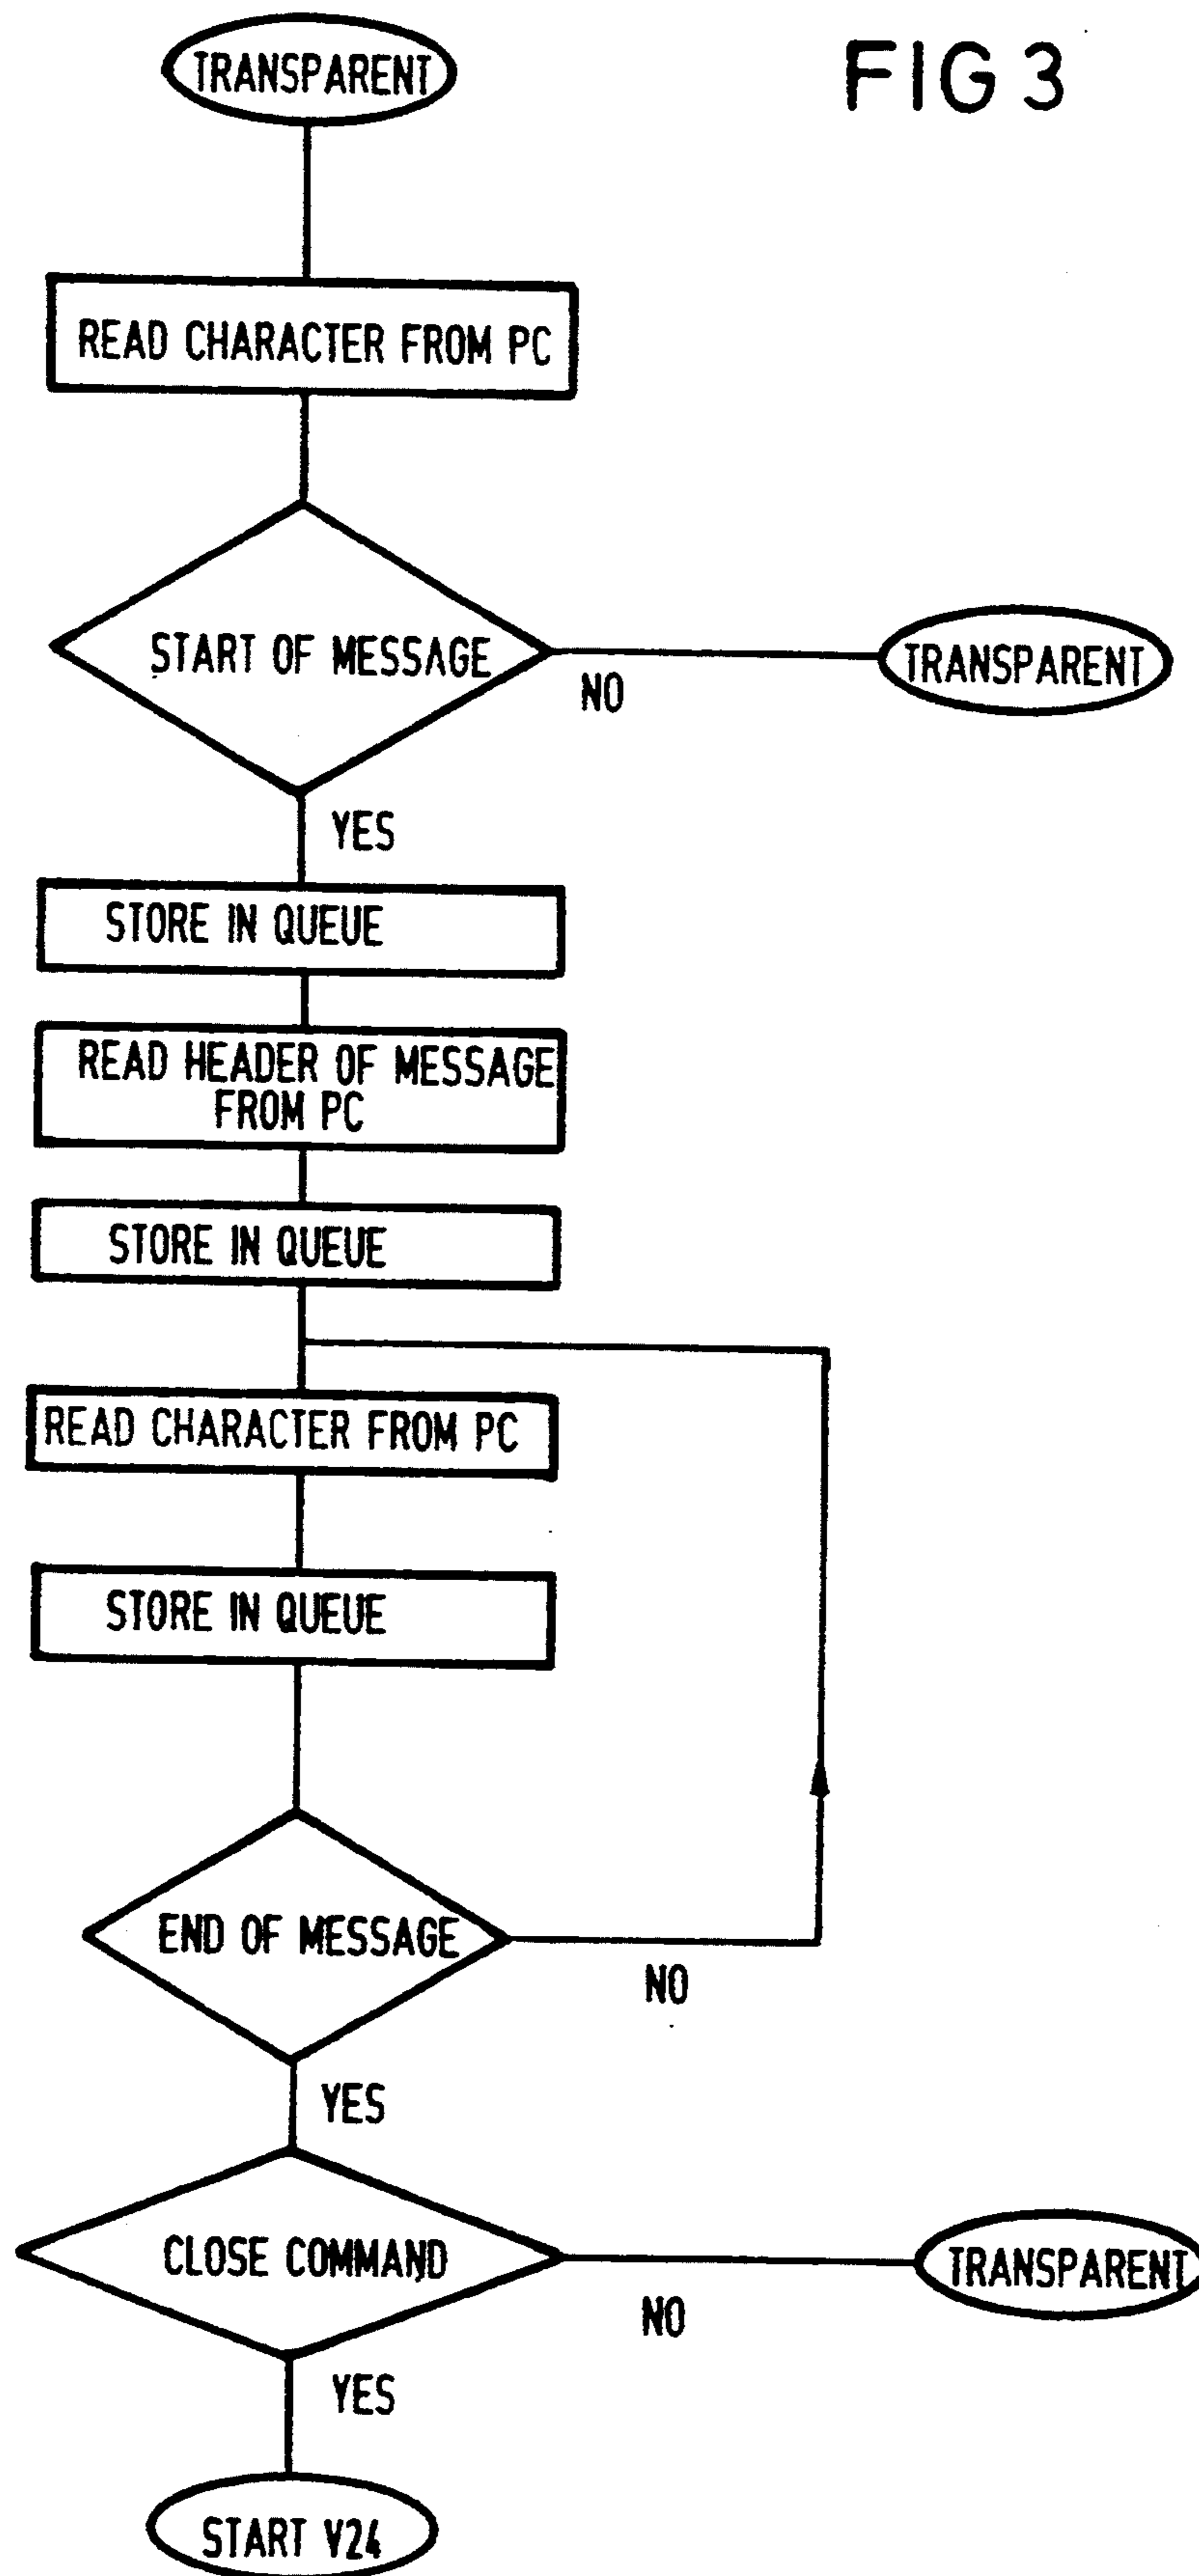 TRANSPARENT
FIG 3
READ CHARACTER FROM PC
START OF MESSAGE
NO
TRANSPARENT
YES
STORE IN QUEUE
READ HEADER OF MESSAGE
FROM PC
STORE IN QUEUE
READ CHARACTER FROM PC
STORE IN QUEUE
END OF MESSAGE
NO
YES
CLOSE COMMAND
NO
TRANSPARENT
YES
START V24